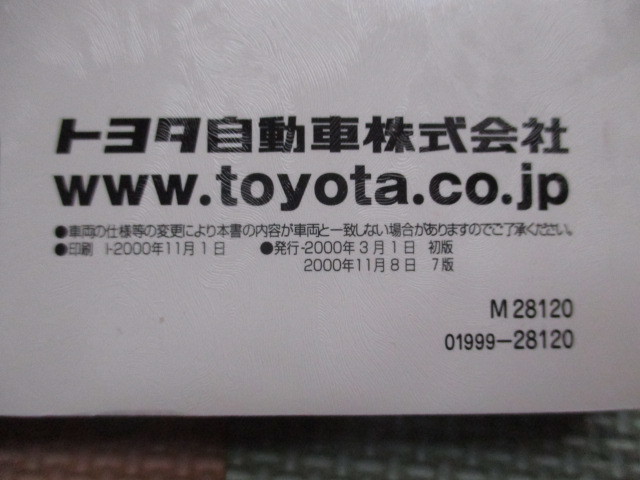 トヨタ自動車株式会社
www.toyota.co.jp
●車両の仕様等の変更により本書の内容が車両と一致しない場合がありますのでご了承ください。
●印刷 ﾄ-2000年11月1日 ●発行-2000年3月1日 初版
2000年11月8日 7版
M28120
01999-28120